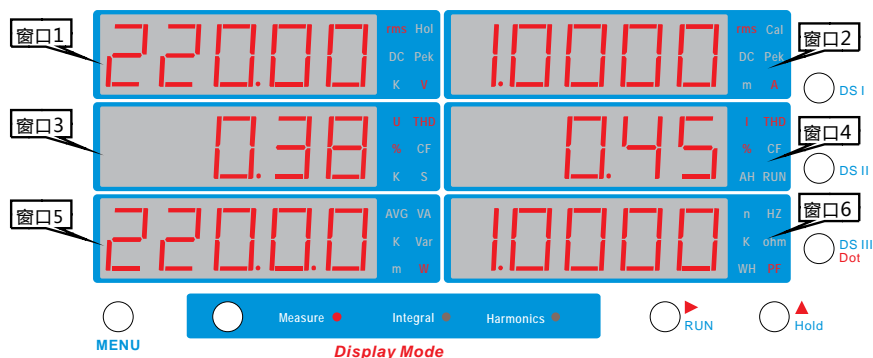 窗口1
220.00
rms Hol
DC Pek
K V
1.0000
rms Cal
DC Pek
m A
窗口2
DS I
窗口3
0.38
U THD
% CF
K S
0.45
I THD
% CF
AH RUN
窗口4
DS II
窗口5
220.0.0
AVG VA
K Var
m W
1.0000
n HZ
K ohm
WH PF
窗口6
DS III
Dot
MENU
Measure Integral Harmonics
Display Mode
RUN
Hold